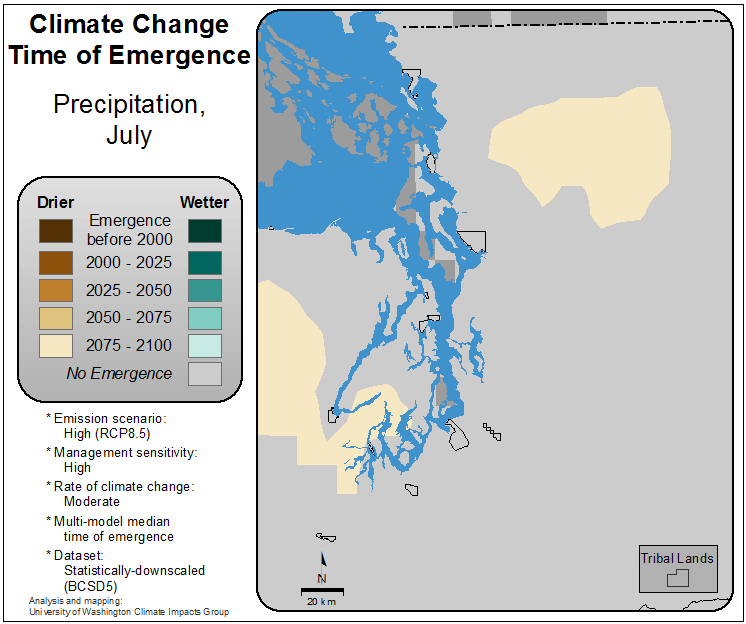 Climate Change
Time of Emergence
Precipitation,
July
Drier
Wetter
Emergence
before 2000
2000 - 2025
2025 - 2050
2050 - 2075
2075 - 2100
No Emergence
* Emission scenario:
High (RCP8.5)
* Management sensitivity:
High
* Rate of climate change:
Moderate
* Multi-model median
time of emergence
* Dataset:
Statistically-downscaled
(BCSD5)
Analysis and mapping:
University of Washington Climate Impacts Group
N
20 km
Tribal Lands